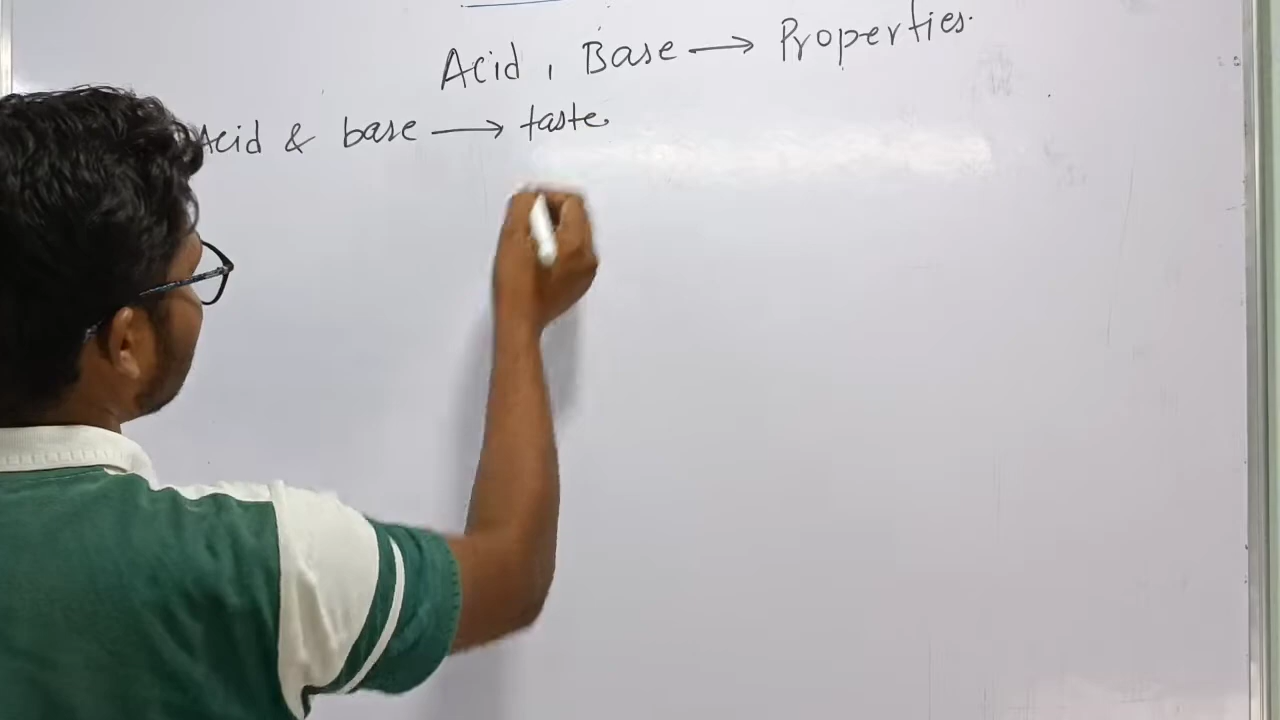 Acid, Base → Properties.
Acid & base → taste